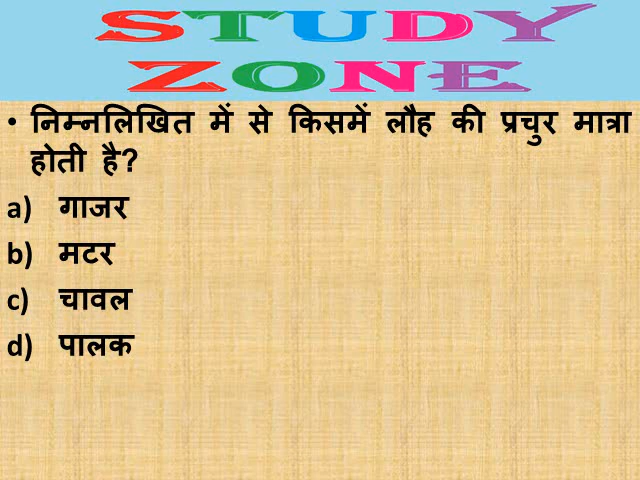 STUDY
ZONE
• निम्नलिखित में से किसमें लौह की प्रचुर मात्रा
होती है?
a) गाजर
b) मटर
c) चावल
d) पालक